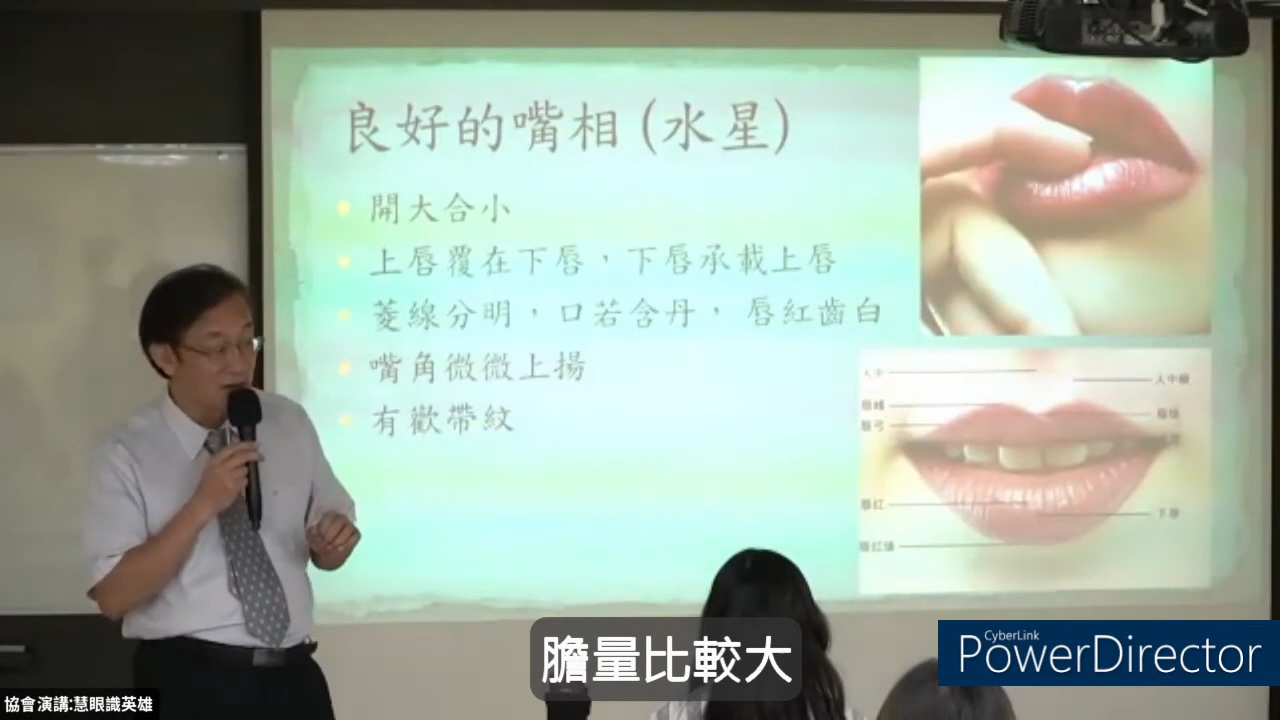 良好的嘴相(水星)
開大合小
上唇覆在下唇，下唇承載上唇
菱線分明，口若含丹， 唇紅齒白
嘴角微微上揚
有歡帶紋
人中
唇峰
唇弓
唇紅
下唇
膽量比較大
CyberLink
PowerDirector
協會演講:慧眼識英雄